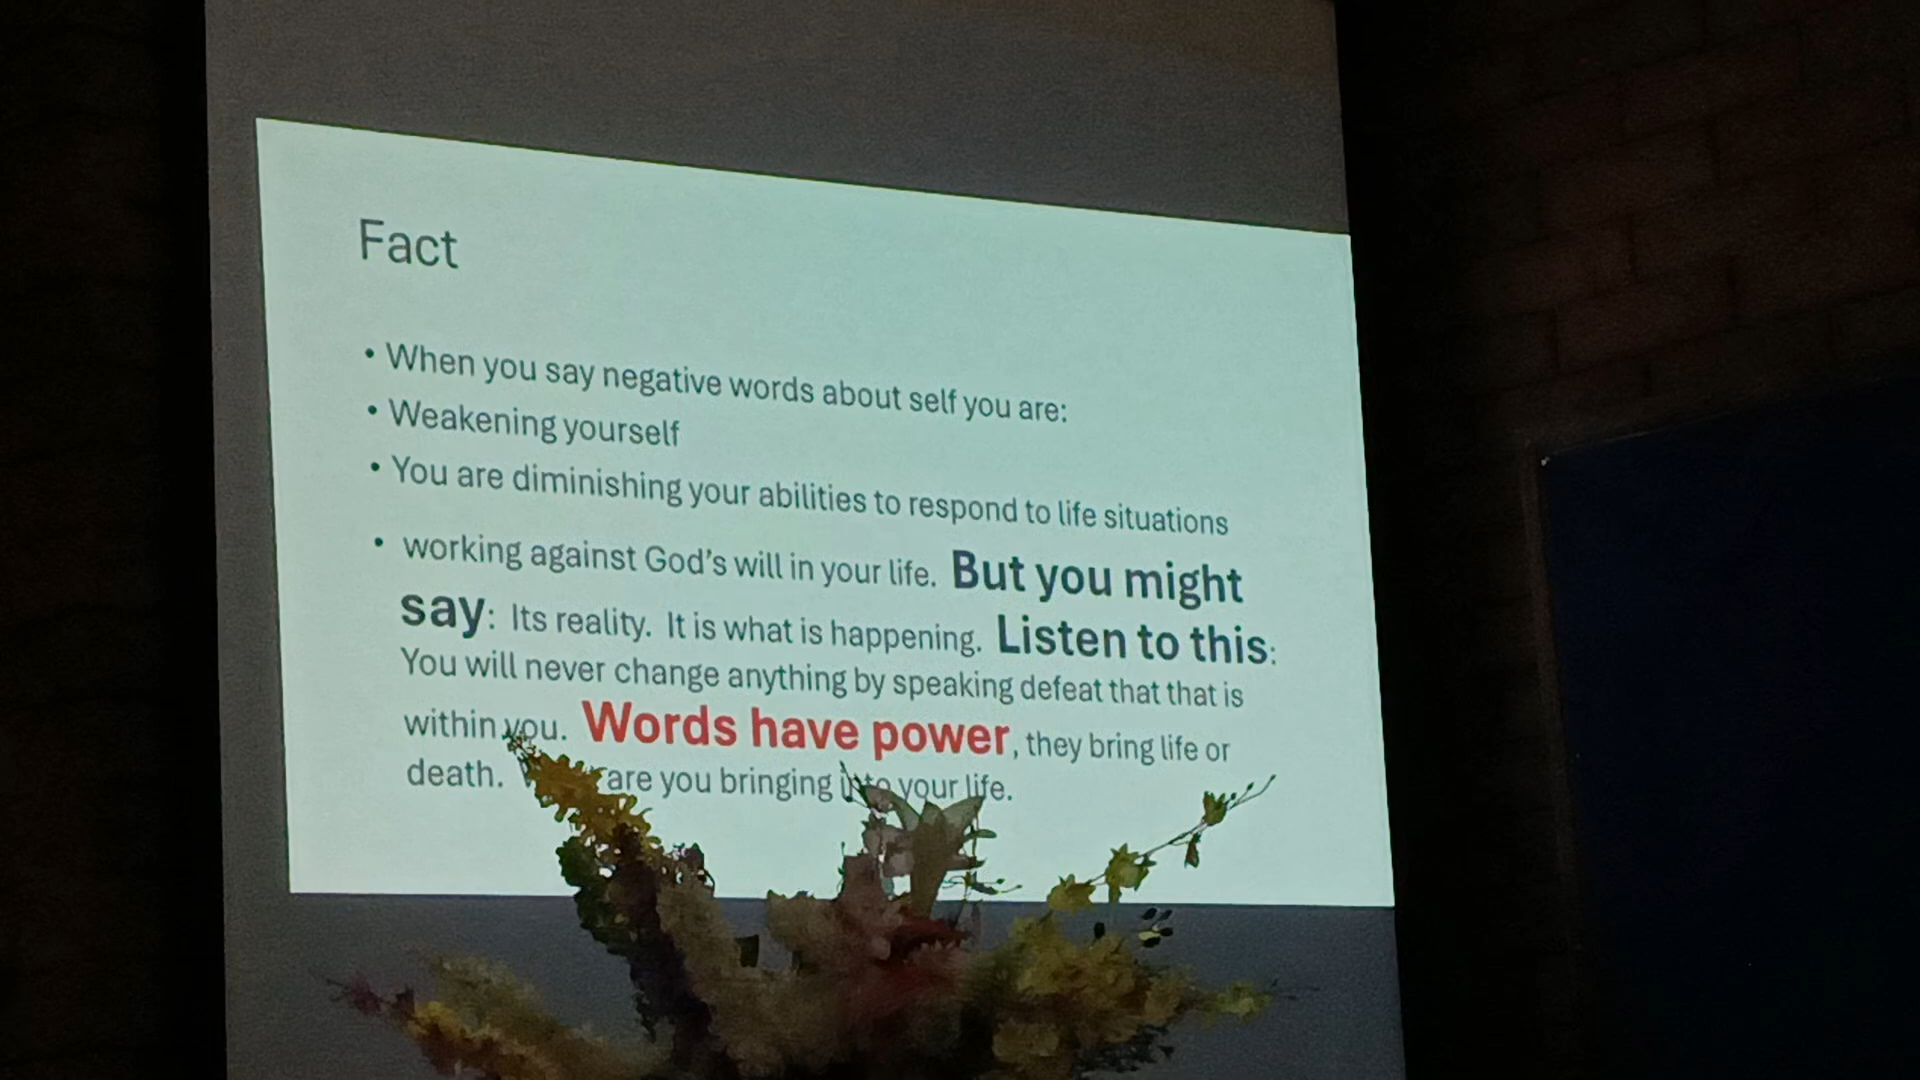 Fact
• When you say negative words about self you are:
• Weakening yourself
• You are diminishing your abilities to respond to life situations
• working against God's will in your life. But you might
say: Its reality. It is what is happening. Listen to this:
You will never change anything by speaking defeat that that is
within you. Words have power, they bring life or
death. are you bringing into your life.